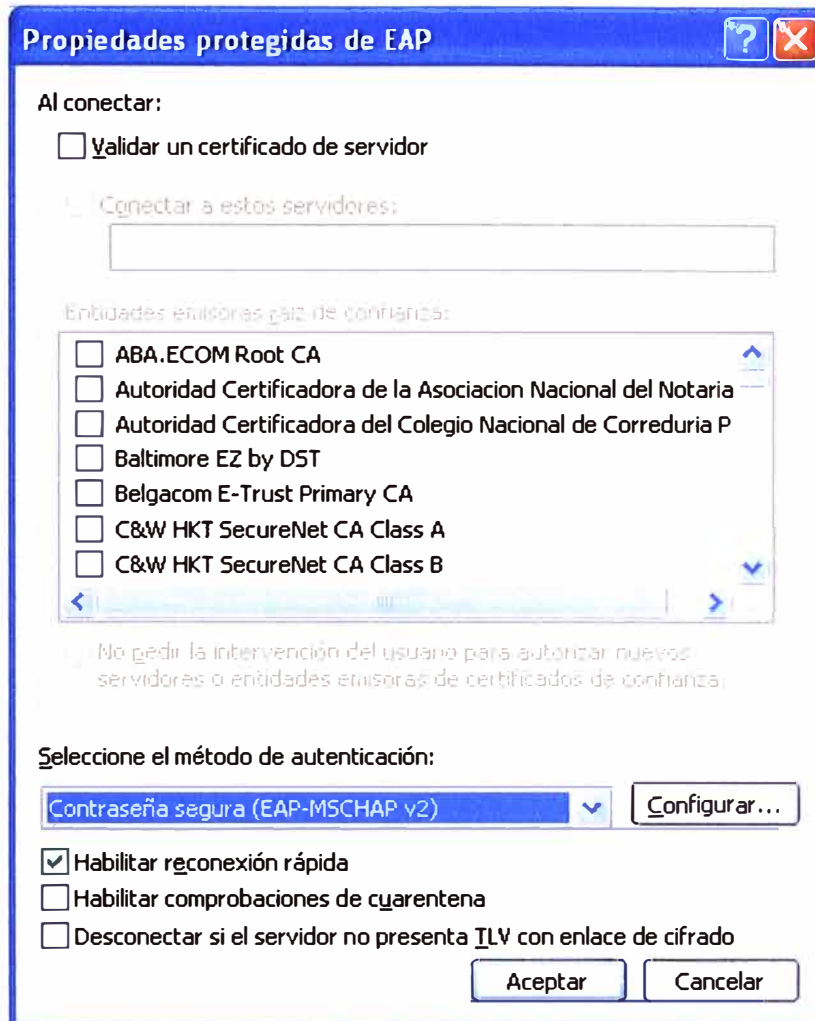 Propiedades protegidas de EAP
Al conectar:
Validar un certificado de servidor
Conectar a estos servidores:
Entidades emisoras raíz de confianza:
ABA.ECOM Root CA
Autoridad Certificadora de la Asociacion Nacional del Notaria
Autoridad Certificadora del Colegio Nacional de Correduria P
Baltimore EZ by DST
Belgacom E-Trust Primary CA
C&W HKT SecureNet CA Class A
C&W HKT SecureNet CA Class B
No pedir la intervención del usuario para autorizar nuevos
servidores o entidades emisoras de certificados de confianza.
Seleccione el método de autenticación:
Contraseña segura (EAP-MSCHAP v2)
Configurar...
Habilitar reconexión rápida
Habilitar comprobaciones de cuarentena
Desconectar si el servidor no presenta TLV con enlace de cifrado
Aceptar
Cancelar